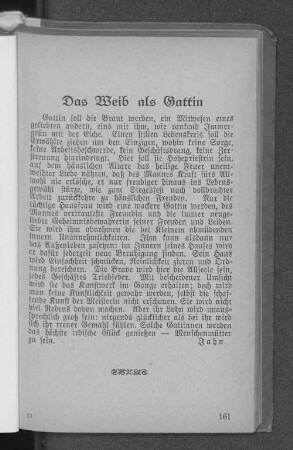 Das Weib als Gattin
Gattin soll die Braut werden, ein Mitwesen eines
geliebten andern, eins mit ihm, wie rankend Immer-
grün mit der Eiche. Einen stillen Lebenskreis soll die
Erwählte ziehen um den Einzigen, wohin keine Sorge,
keine Arbeitsbeschwerde, kein Geschäftsdrang, keine Zer-
streuung hineindringt. Hier sei sie Hohepriesterin sein,
auf dem häuslichen Altare das heilige Feuer unent-
weihter Liebe nähren, daß des Mannes Kraft fürs All-
wohl nie erlösche, er nur freudiger hinaus ins Lebens-
gewühl stürze, wie zum Siegesfest nach vollbrachter
Arbeit zurückkehre zu häuslichen Freuden. Nur die
tüchtige Hausfrau wird eine wackere Gattin werden, des
Mannes vertrauteste Freundin und die immer neuge-
liebte Geheimnisbewahrerin seiner Freuden und Leiden.
Sie wird ihm abnehmen die bei Kleinem abmüdenden
inneren Unannehmlichkeiten. Ihm kann alsdann nur
das Außenleben zusetzen; im Innern seines Hauses wird
er dafür jederzeit neue Beruhigung finden. Sein Haus
wird Einfachheit schmücken, Reinlichkeit zieren und Ord-
nung bereichern. Die Brave wird hier die Allseele sein,
jedes Geschäftes Triebfeder. Mit bescheidener Umsicht
wird sie das Kunstwerk im Gange erhalten; doch wird
man keine Künstlichkeit gewahr werden, selbst die schaf-
fende Kunst der Meisterin nicht erschauen. Sie wird nicht
viel Redens davon machen. Aber ihr Lohn wird unaus-
sprechlich groß sein; nirgends glücklicher als bei ihr wird
sich ihr treuer Gemahl fühlen. Solche Gattinnen werden
das höchste irdische Glück genießen — Menschenmütter
zu sein.
Jahn
11
161